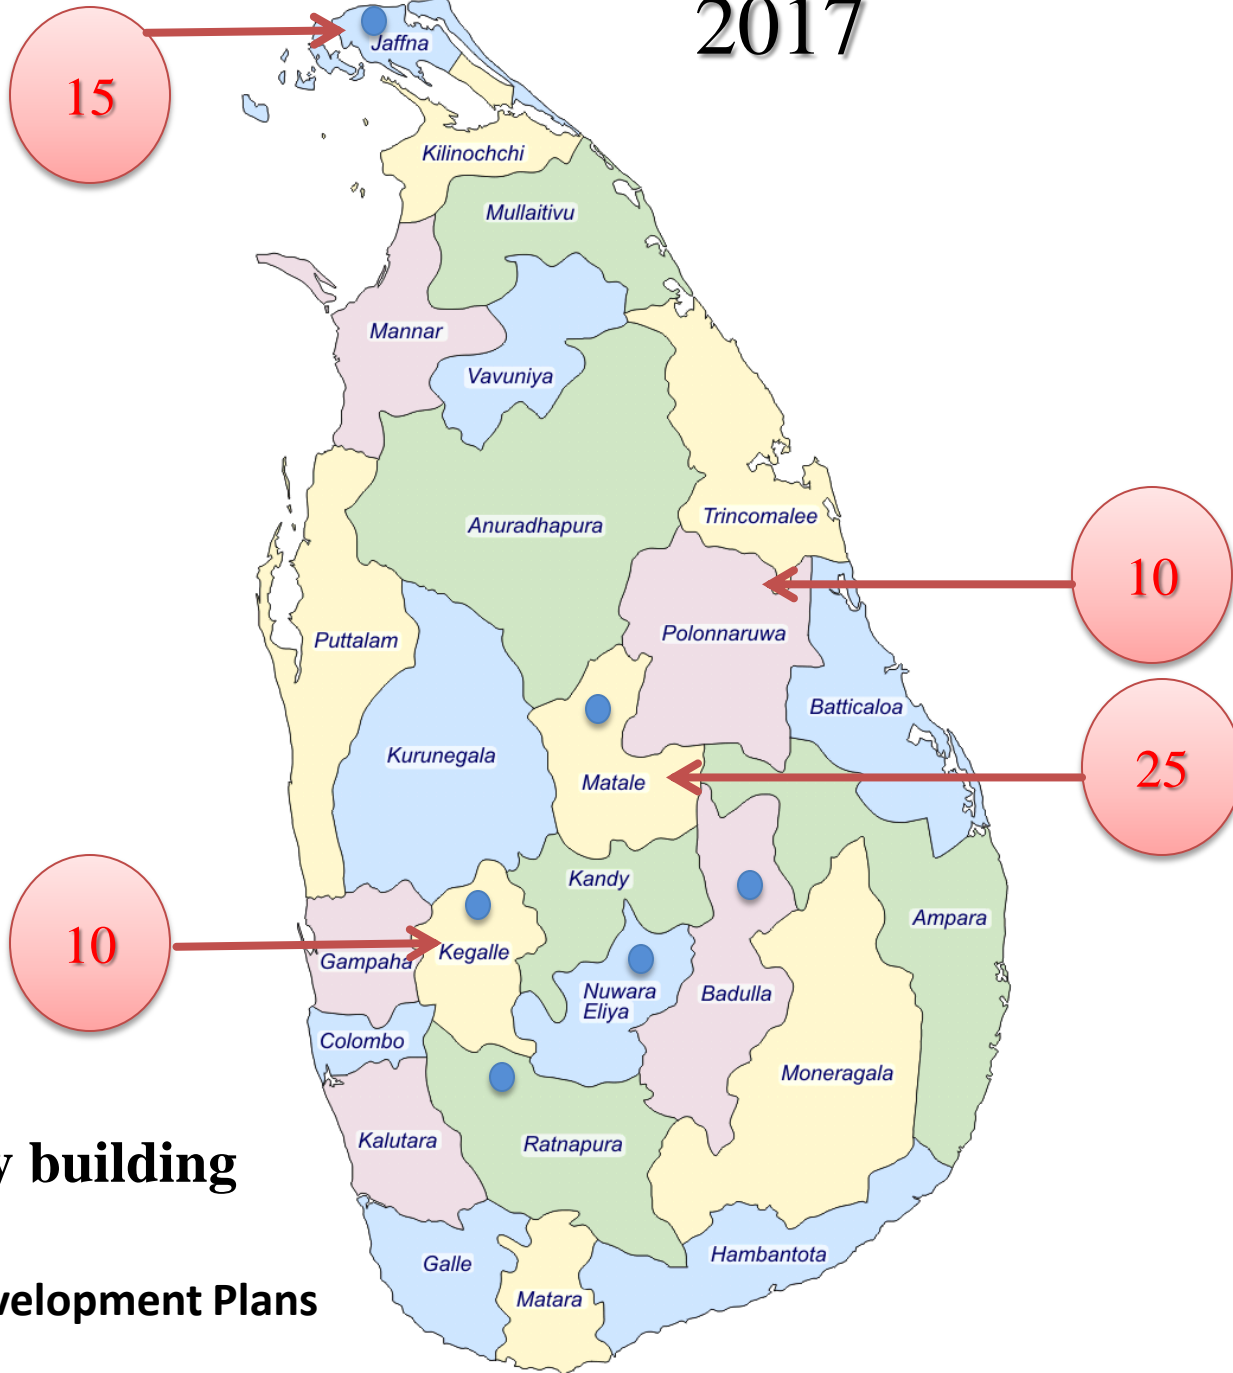 2017
Jaffna
15
Kilinochchi
Mullaitivu
Mannar
Vavuniya
Anuradhapura
Trincomalee
10
Puttalam
Polonnaruwa
Batticaloa
Kurunegala
Matale
25
Kandy
Ampara
10
Gampaha
Kegalle
Nuwara
Eliya
Badulla
Colombo
Moneragala
Kalutara
Ratnapura
building
Galle
Hambantota
Matara
Plans